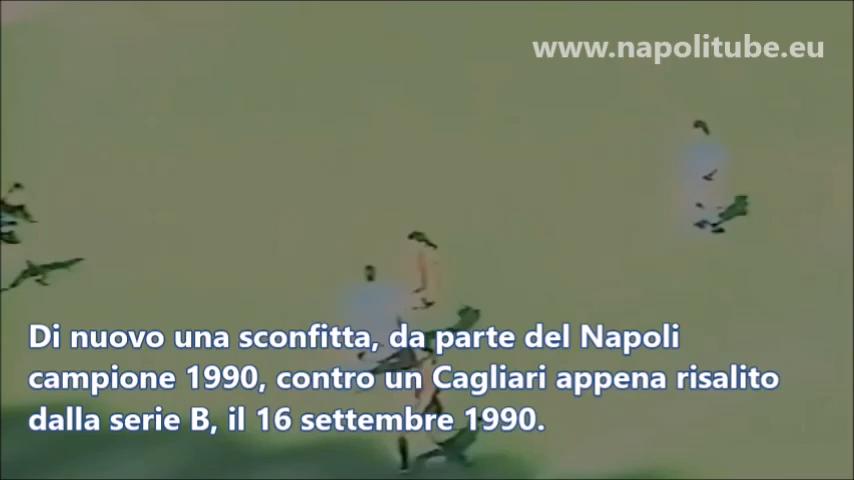 www.napolitube.eu
Di nuovo una sconfitta, da parte del Napoli
campione 1990, contro un Cagliari appena risalito
dalla serie B, il 16 settembre 1990.